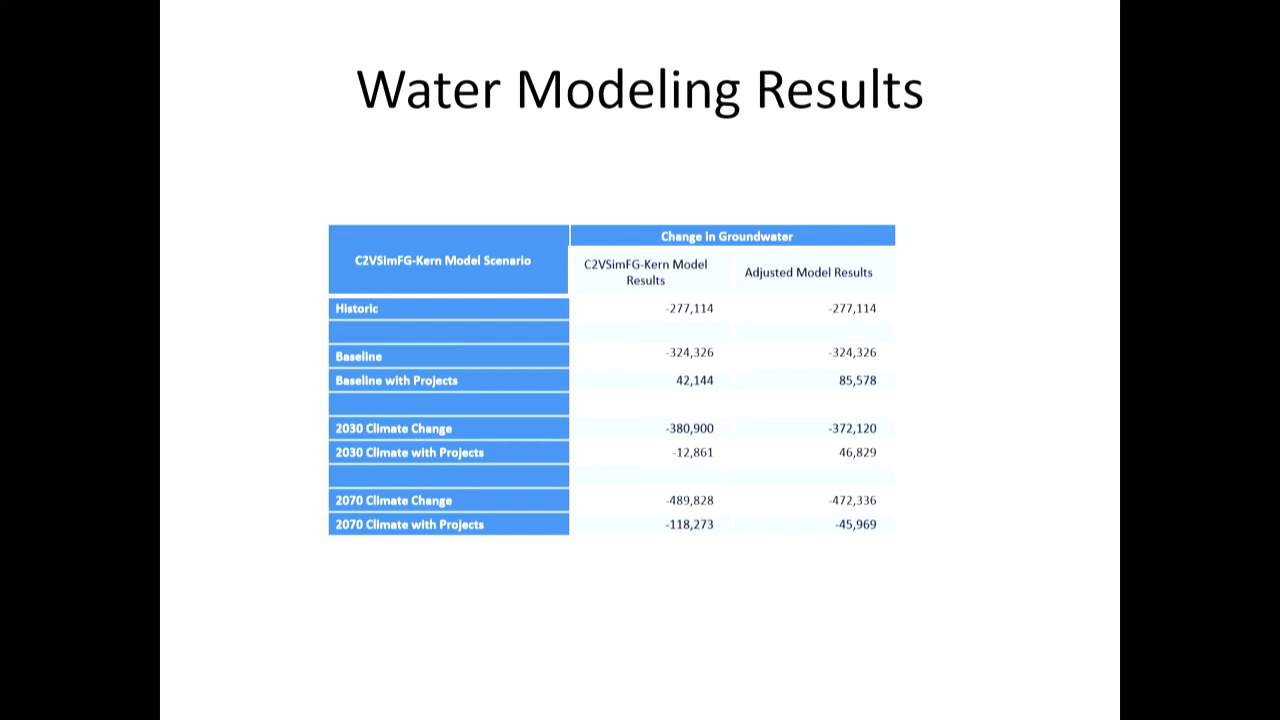 Water Modeling Results
C2VSimFG-Kern Model Scenario
Change in Groundwater
C2VSimFG-Kern Model
Results
Adjusted Model Results
Historic -277,114 -277,114
Baseline -324,326 -324,326
Baseline with Projects 42,144 85,578
2030 Climate Change -380,900 -372,120
2030 Climate with Projects -12,861 46,829
2070 Climate Change -489,828 -472,336
2070 Climate with Projects -118,273 -45,969